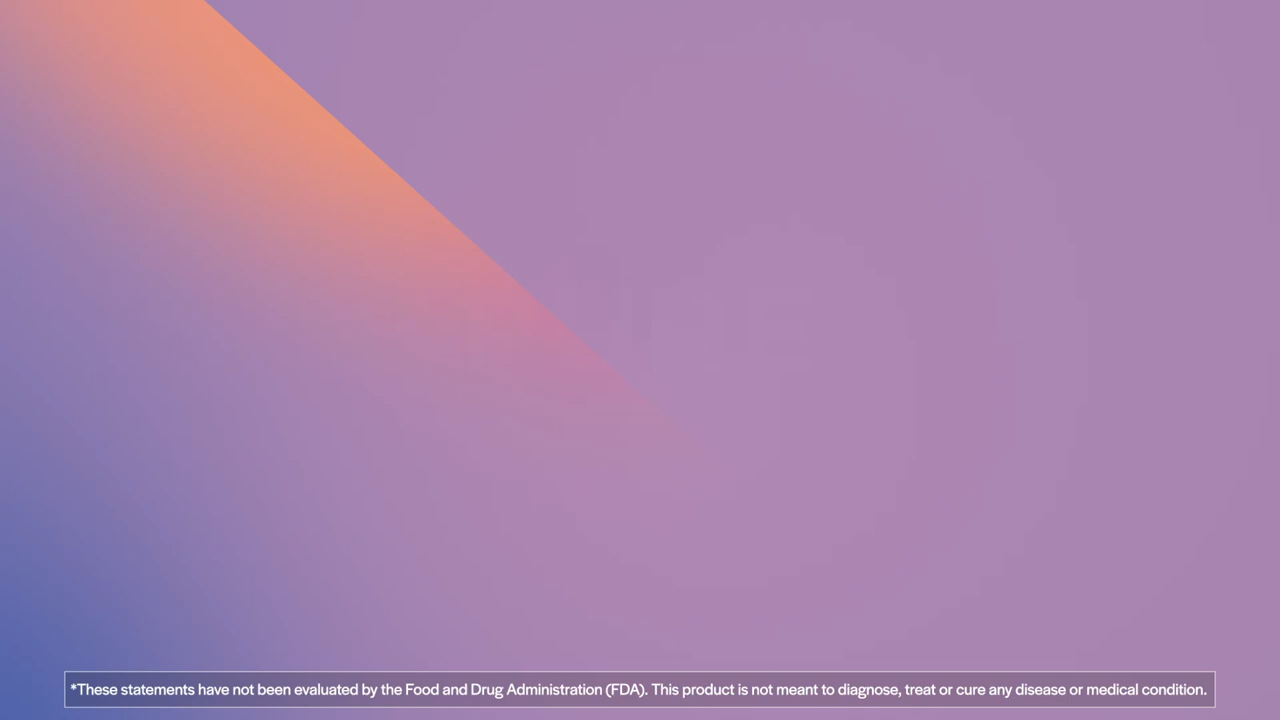 *These statements have not been evaluated by the Food and Drug Administration (FDA). This product is not meant to diagnose, treat or cure any disease or medical condition.